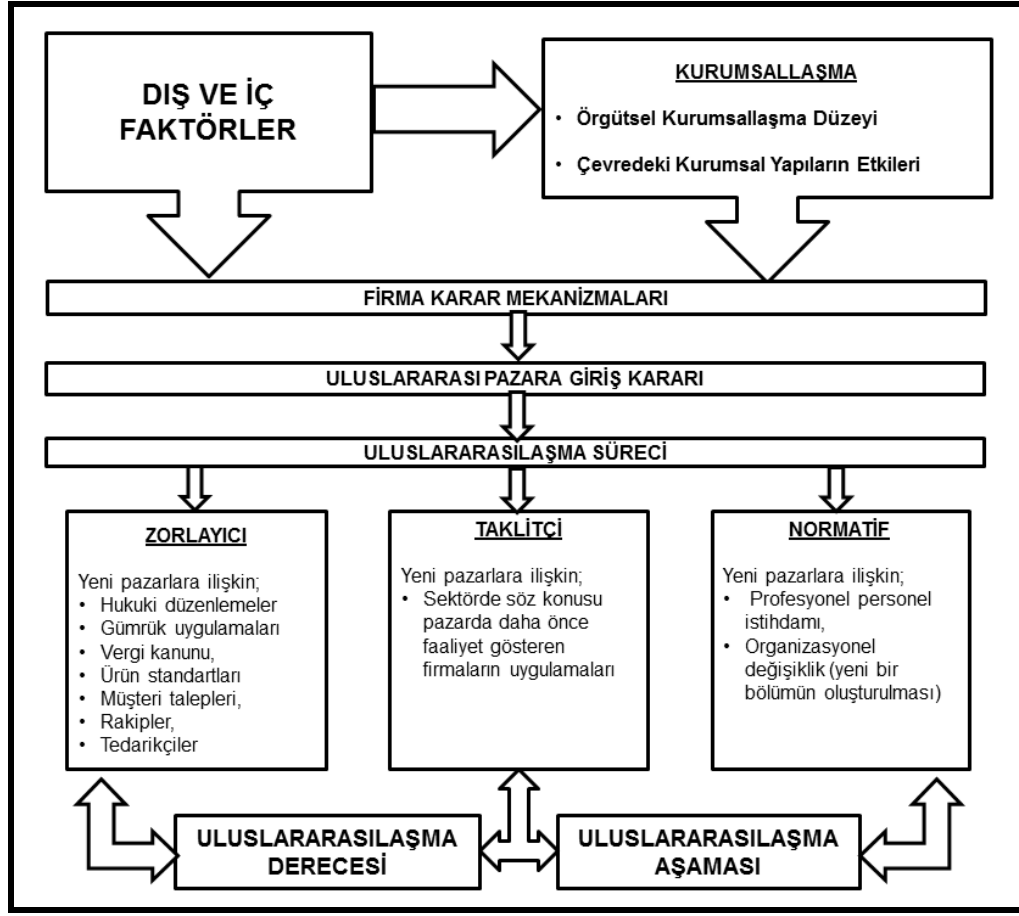 DIŞ VE İÇ
FAKTÖRLER
KURUMSALLAŞMA
• Örgütsel Kurumsallaşma Düzeyi
• Çevredeki Kurumsal Yapıların Etkileri
FİRMA KARAR MEKANİZMALARI
ULUSLARARASI PAZARA GİRİŞ KARARI
ULUSLARARASILAŞMA SÜRECİ
ZORLAYICI
Yeni pazarlara ilişkin;
• Hukuki düzenlemeler
• Gümrük uygulamaları
• Vergi kanunu,
• Ürün standartları
• Müşteri talepleri,
• Rakipler,
• Tedarikçiler
TAKLİTÇİ
Yeni pazarlara ilişkin;
• Sektörde söz konusu
pazarda daha önce
faaliyet gösteren
firmaların uygulamaları
NORMATİF
Yeni pazarlara ilişkin;
• Profesyonel personel
istihdamı,
• Organizasyonel
değişiklik (yeni bir
bölümün oluşturulması)
ULUSLARARASILAŞMA
DERECESİ
ULUSLARARASILAŞMA
AŞAMASI